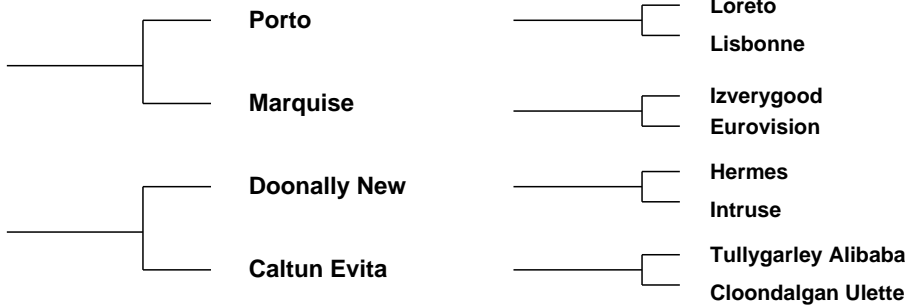 Porto
Loreto
Lisbonne
Marquise
Izverygood
Eurovision
Doonally New
Hermes
Intruse
Caltun Evita
Tullygarley Alibaba
Cloondalgan Ulette